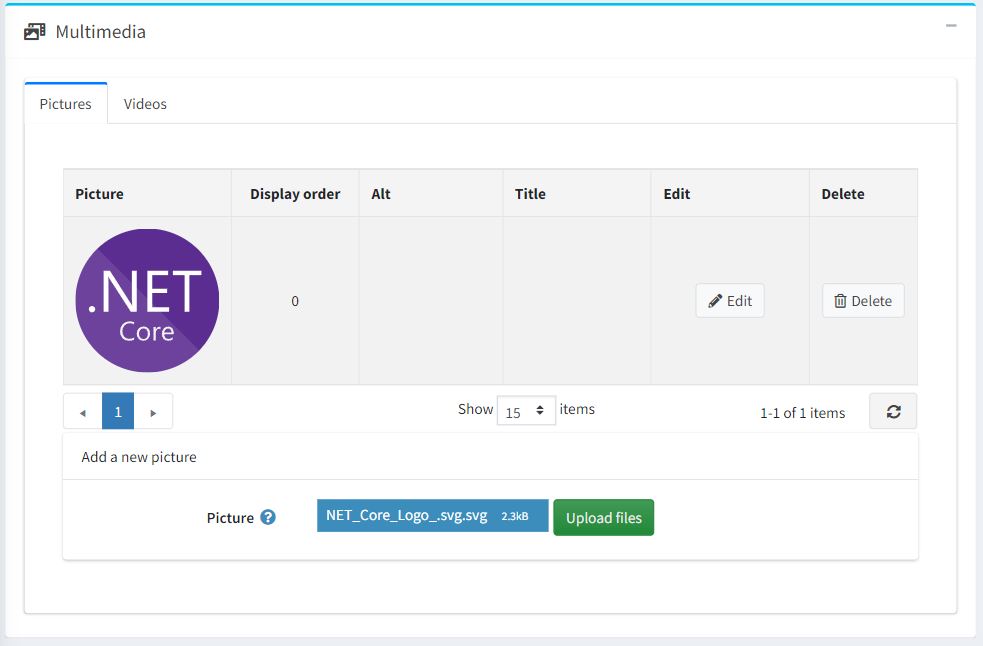 Multimedia
Pictures Videos
Picture Display order Alt Title Edit Delete
.NET
Core
0 Edit Delete
1 Show 15 items 1-1 of 1 items
Add a new picture
Picture ? NET_Core_Logo_.svg.svg 2.3kB Upload files